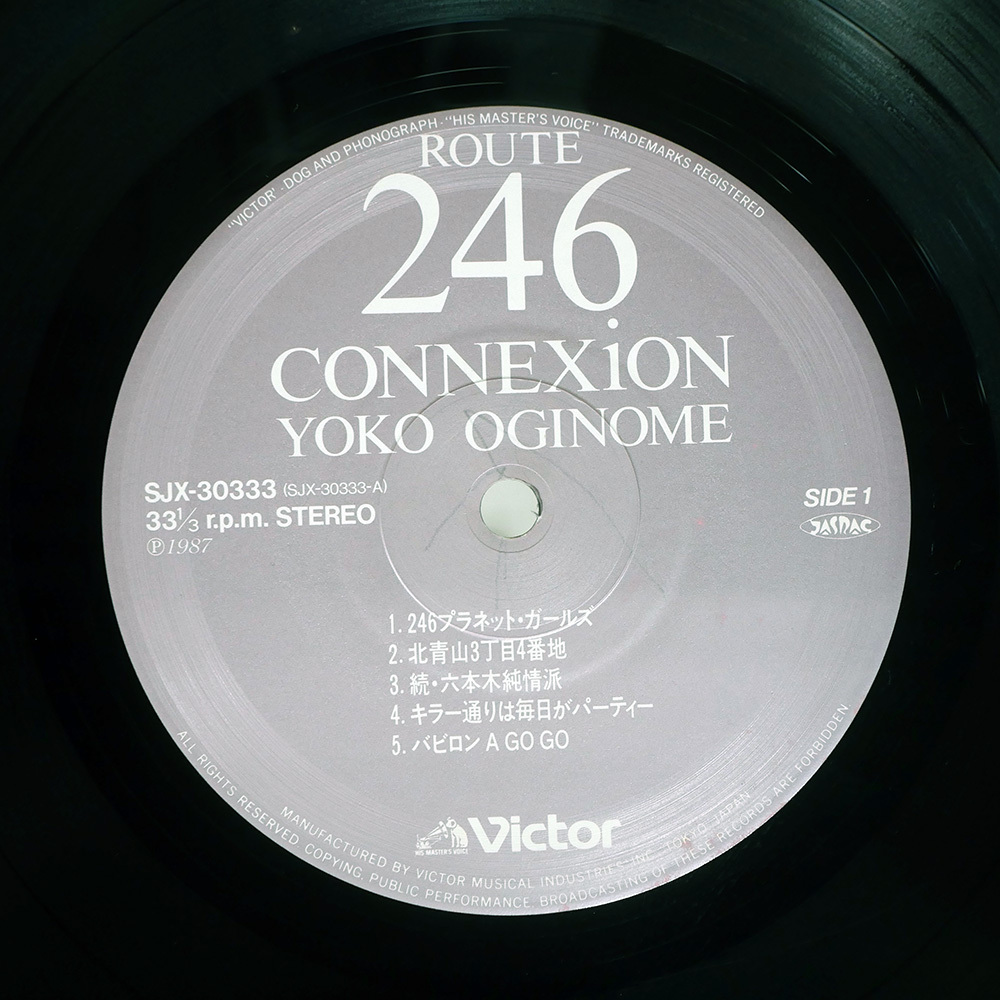 "VICTOR" ·DOG AND PHONOGRAPH·"HIS MASTER'S VOICE" TRADEMARKS REGISTERED
ROUTE
246
CONNEXiON
YOKO OGINOME
SJX-30333 (SJX-30333-A)
33⅓ r.p.m. STEREO
Ⓟ1987
SIDE 1
JASRAC
1. 246プラネット・ガールズ
2. 北青山3丁目4番地
3. 続・六本木純情派
4. キラー通りは毎日がパーティー
5. バビロン A GO GO
HIS MASTER'S VOICE
Victor
MANUFACTURED BY VICTOR MUSICAL INDUSTRIES, INC., TOKYO, JAPAN
ALL RIGHTS RESERVED. COPYING, PUBLIC PERFORMANCE, BROADCASTING OF THESE RECORDS ARE FORBIDDEN